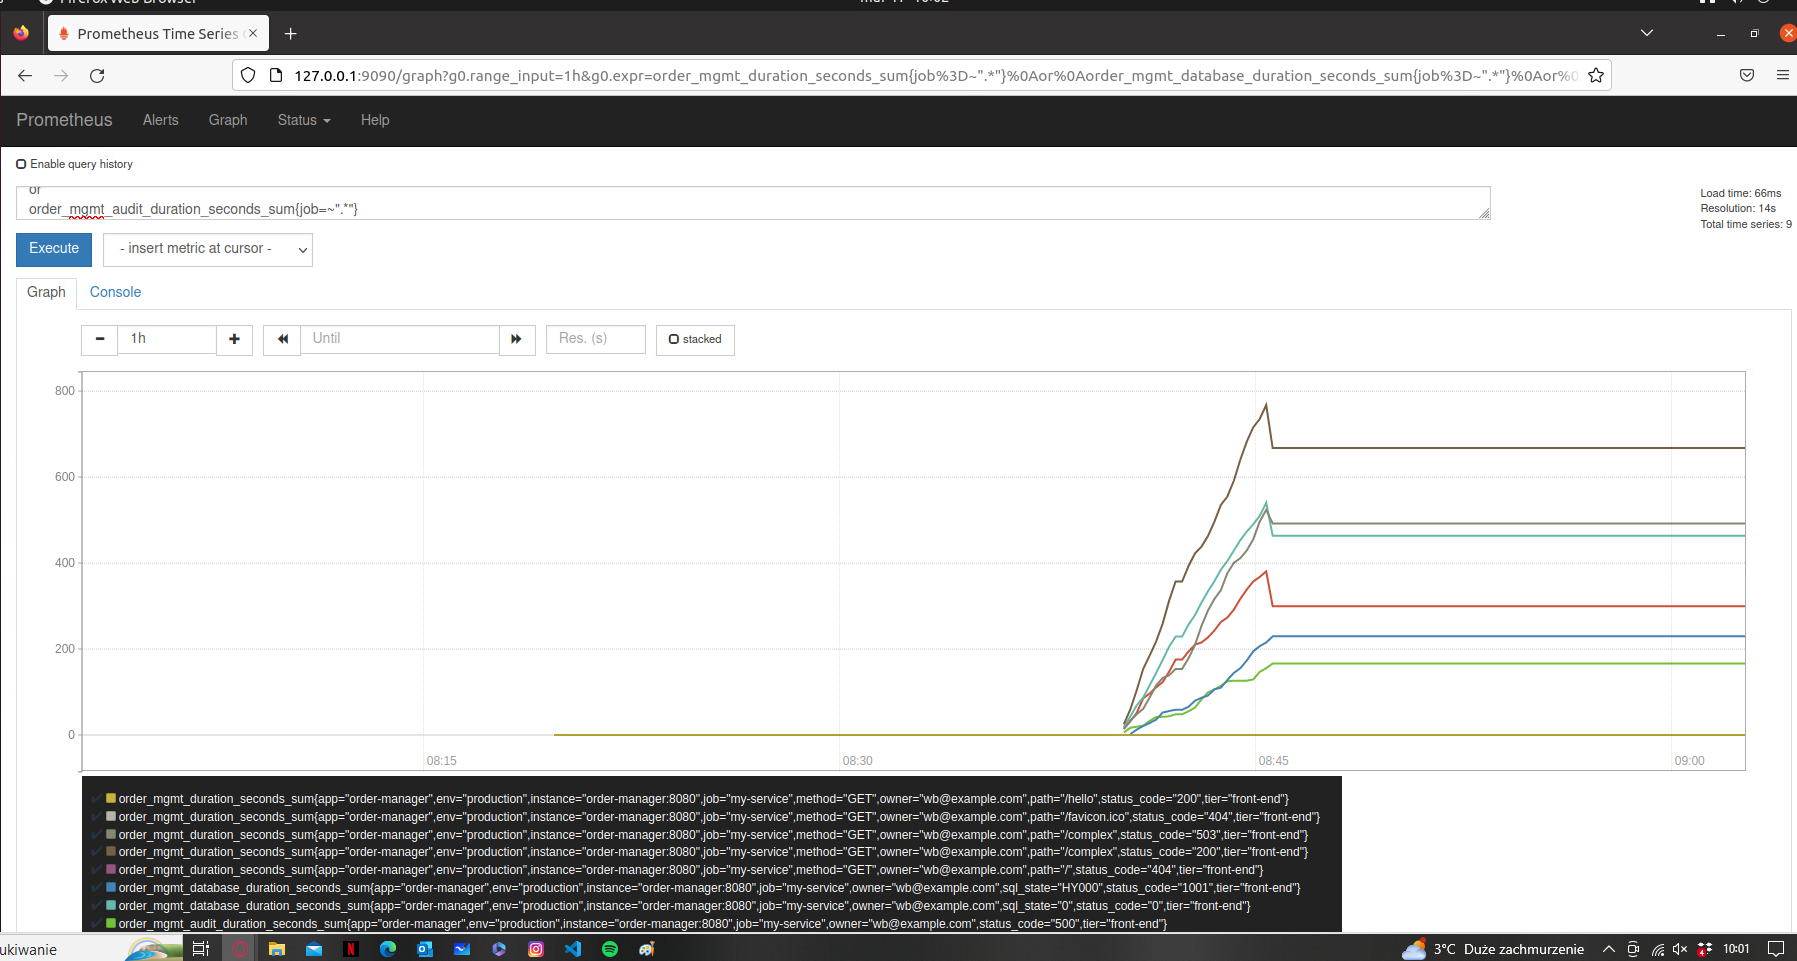 Firefox Web Browser
Prometheus Time Series
127.0.0.1:9090/graph?g0.range_input=1h&g0.expr=order_mgmt_duration_seconds_sum{job%3D~".*"}%0Aor%0Aorder_mgmt_database_duration_seconds_sum{job%3D~".*"}%0Aor%0
Prometheus Alerts Graph Status Help
Enable query history
or
order_mgmt_audit_duration_seconds_sum{job=~".*"}
Load time: 66ms
Resolution: 14s
Total time series: 9
Execute - insert metric at cursor -
Graph Console
1h Until Res. (s) stacked
800
600
400
200
0
08:15 08:30 08:45 09:00
order_mgmt_duration_seconds_sum{app="order-manager",env="production",instance="order-manager:8080",job="my-service",method="GET",owner="wb@example.com",path="/hello",status_code="200",tier="front-end"}
order_mgmt_duration_seconds_sum{app="order-manager",env="production",instance="order-manager:8080",job="my-service",method="GET",owner="wb@example.com",path="/favicon.ico",status_code="404",tier="front-end"}
order_mgmt_duration_seconds_sum{app="order-manager",env="production",instance="order-manager:8080",job="my-service",method="GET",owner="wb@example.com",path="/complex",status_code="503",tier="front-end"}
order_mgmt_duration_seconds_sum{app="order-manager",env="production",instance="order-manager:8080",job="my-service",method="GET",owner="wb@example.com",path="/complex",status_code="200",tier="front-end"}
order_mgmt_duration_seconds_sum{app="order-manager",env="production",instance="order-manager:8080",job="my-service",method="GET",owner="wb@example.com",path="/",status_code="404",tier="front-end"}
order_mgmt_database_duration_seconds_sum{app="order-manager",env="production",instance="order-manager:8080",job="my-service",owner="wb@example.com",sql_state="HY000",status_code="1001",tier="front-end"}
order_mgmt_database_duration_seconds_sum{app="order-manager",env="production",instance="order-manager:8080",job="my-service",owner="wb@example.com",sql_state="0",status_code="0",tier="front-end"}
order_mgmt_audit_duration_seconds_sum{app="order-manager",env="production",instance="order-manager:8080",job="my-service",owner="wb@example.com",status_code="500",tier="front-end"}
ukiwanie 3°C Duże zachmurzenie 10:01